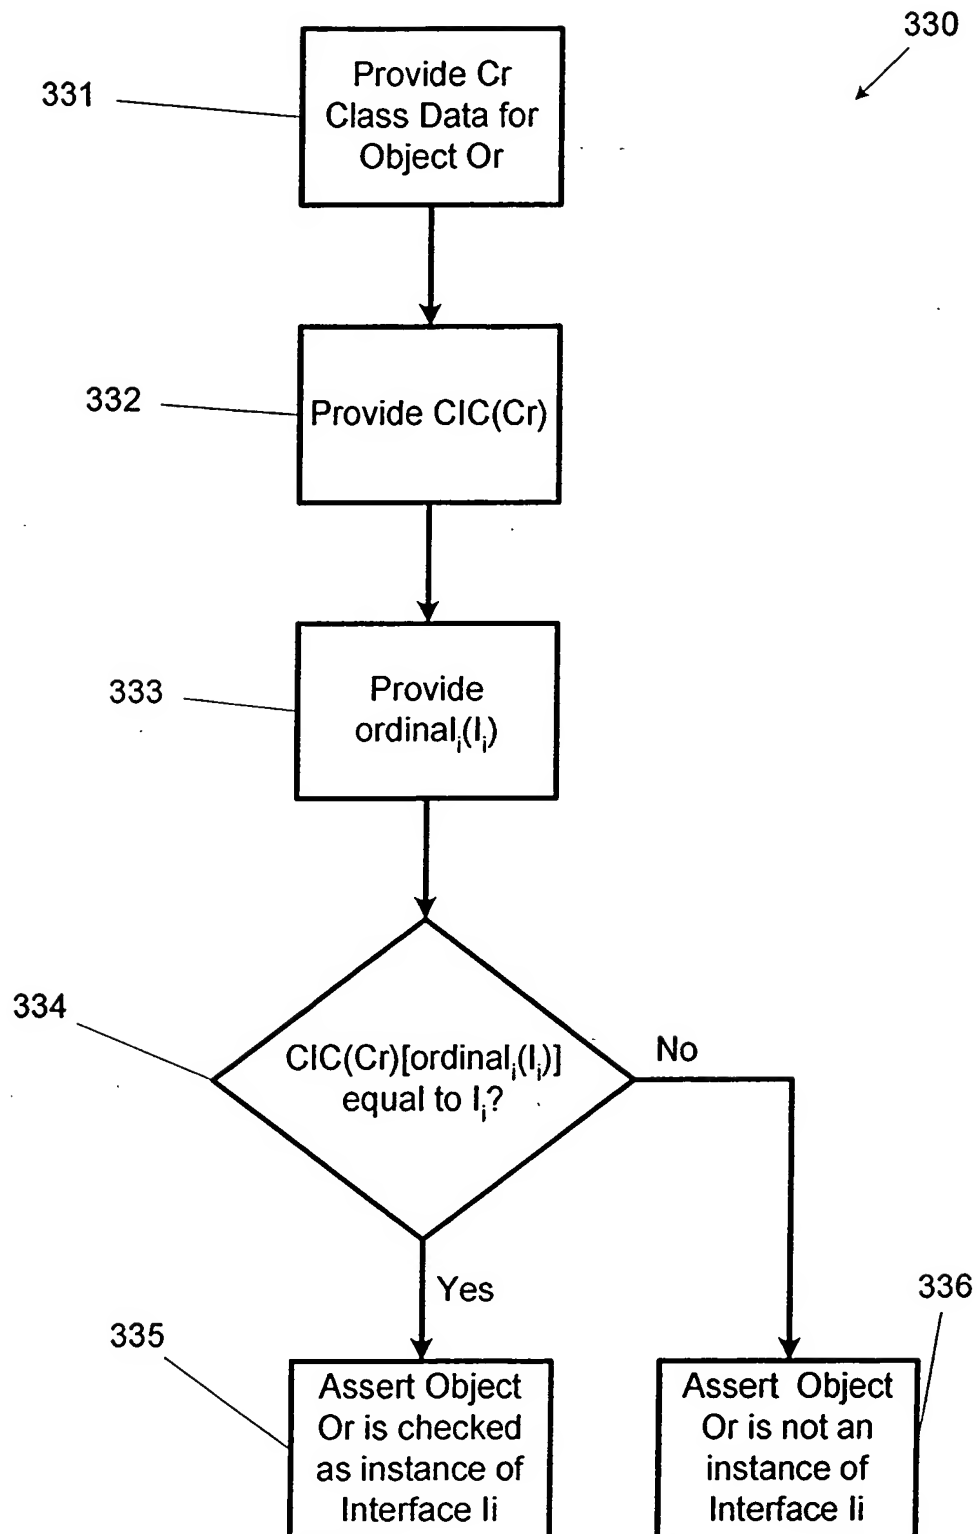 330
331
Provide Cr
Class Data for
Object Or
332
Provide CIC(Cr)
333
Provide
ordinalᵢ(Iᵢ)
334
CIC(Cr)[ordinalᵢ(Iᵢ)]
equal to Iᵢ?
No
Yes
335
336
Assert Object
Or is checked
as instance of
Interface Ii
Assert Object
Or is not an
instance of
Interface Ii